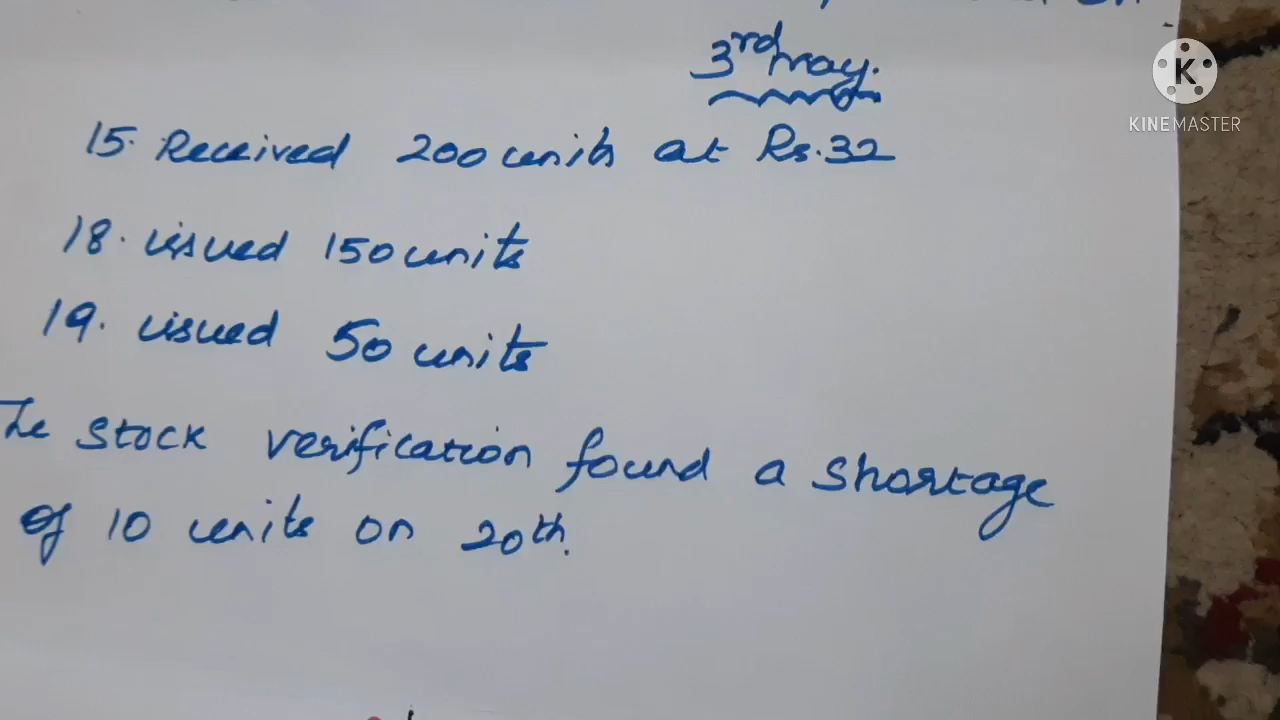 3rd May.
15. Received 200 units at Rs.32
18. issued 150 units
19. issued 50 units
The stock verification found a shortage
of 10 units on 20th.
K
KINEMASTER